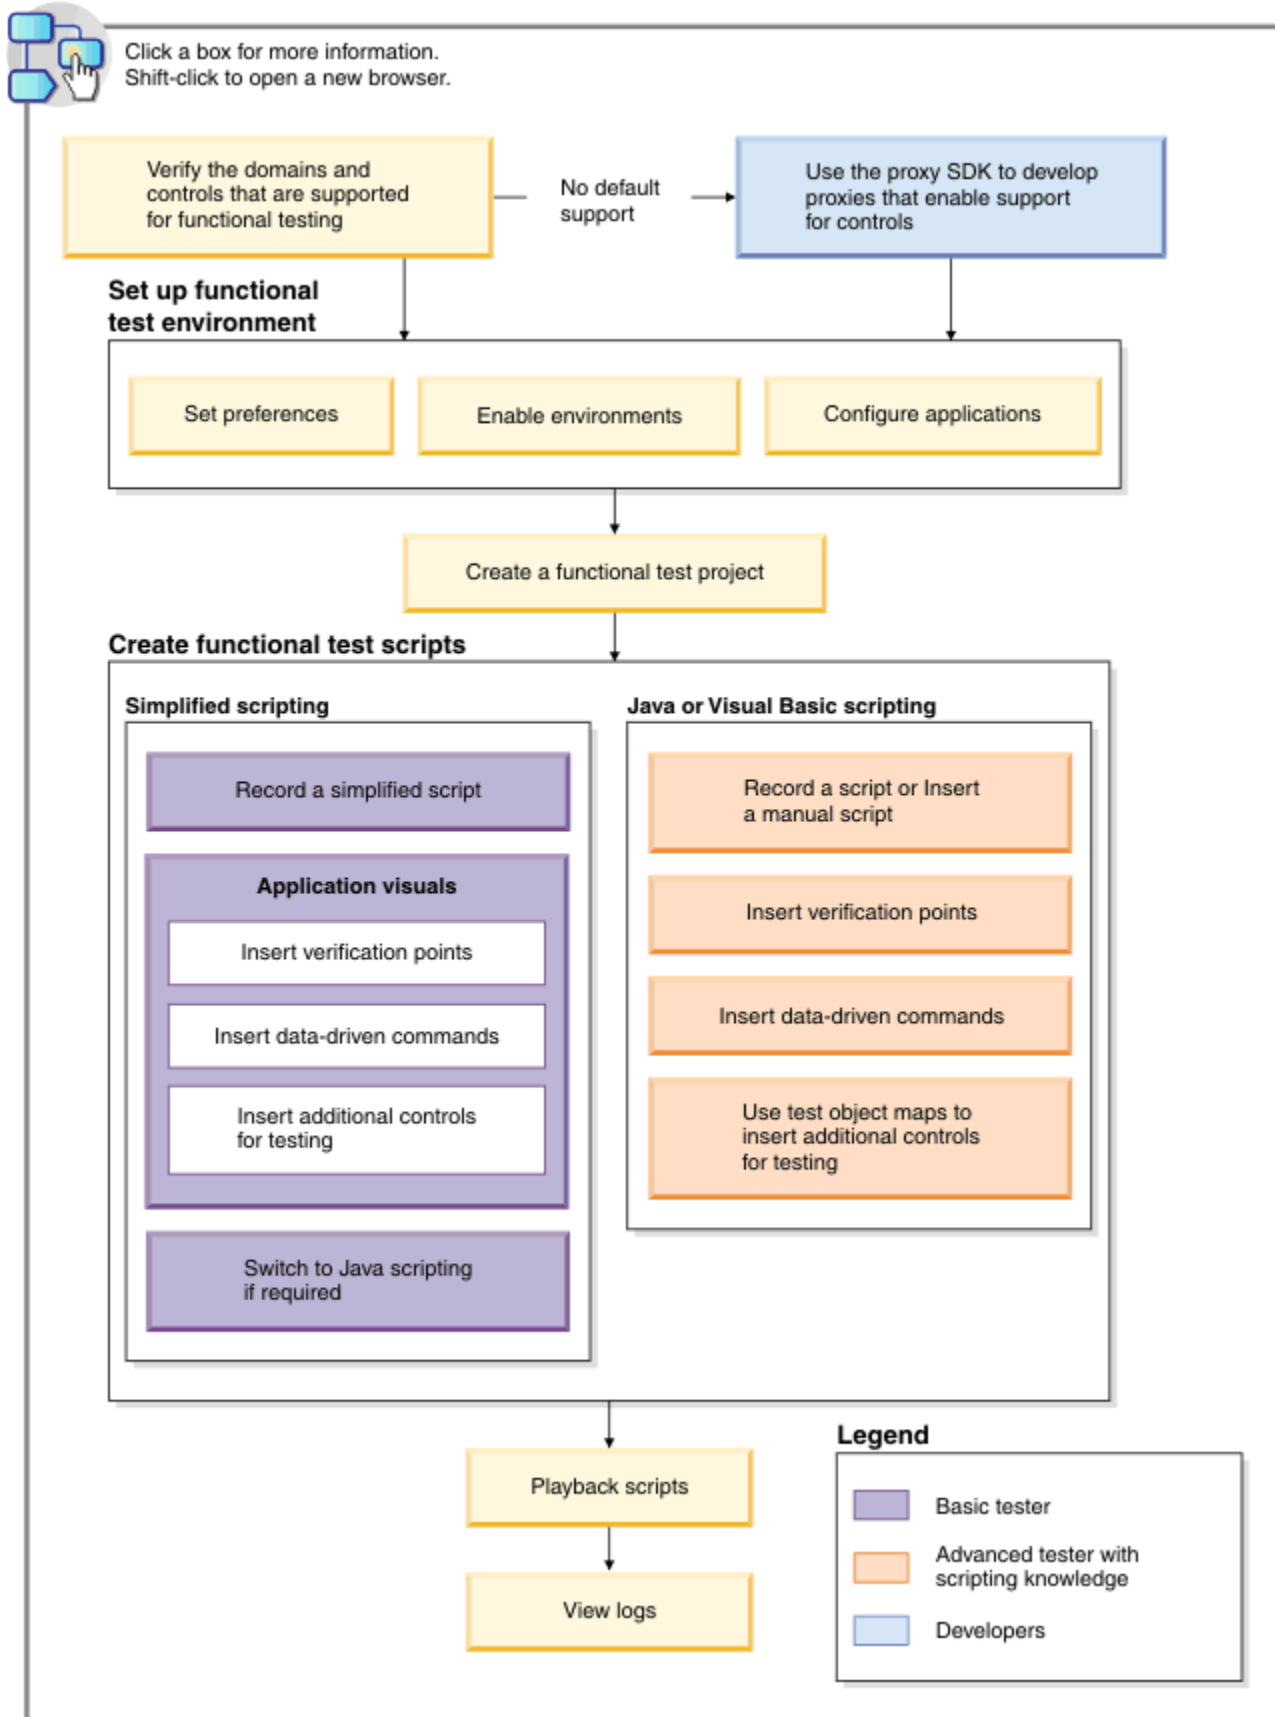 Click a box for more information.
Shift-click to open a new browser.
Verify the domains and
controls that are supported
for functional testing
No default
support
Use the proxy SDK to develop
proxies that enable support
for controls
Set up functional
test environment
Set preferences
Enable environments
Configure applications
Create a functional test project
Create functional test scripts
Simplified scripting
Record a simplified script
Application visuals
Insert verification points
Insert data-driven commands
Insert additional controls
for testing
Switch to Java scripting
if required
Java or Visual Basic scripting
Record a script or Insert
a manual script
Insert verification points
Insert data-driven commands
Use test object maps to
insert additional controls
for testing
Playback scripts
View logs
Legend
Basic tester
Advanced tester with
scripting knowledge
Developers